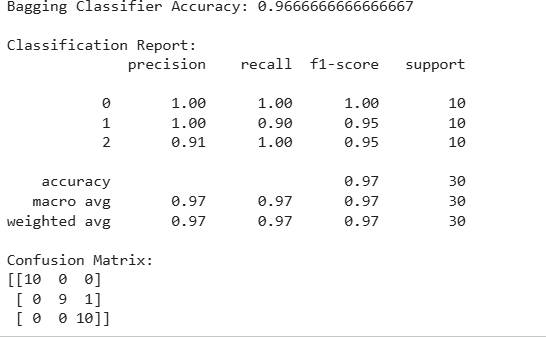 Bagging Classifier Accuracy: 0.9666666666666667
Classification Report:
precision recall f1-score support
0 1.00 1.00 1.00 10
1 1.00 0.90 0.95 10
2 0.91 1.00 0.95 10
accuracy 0.97 30
macro avg 0.97 0.97 0.97 30
weighted avg 0.97 0.97 0.97 30
Confusion Matrix:
[[10 0 0]
[ 0 9 1]
[ 0 0 10]]